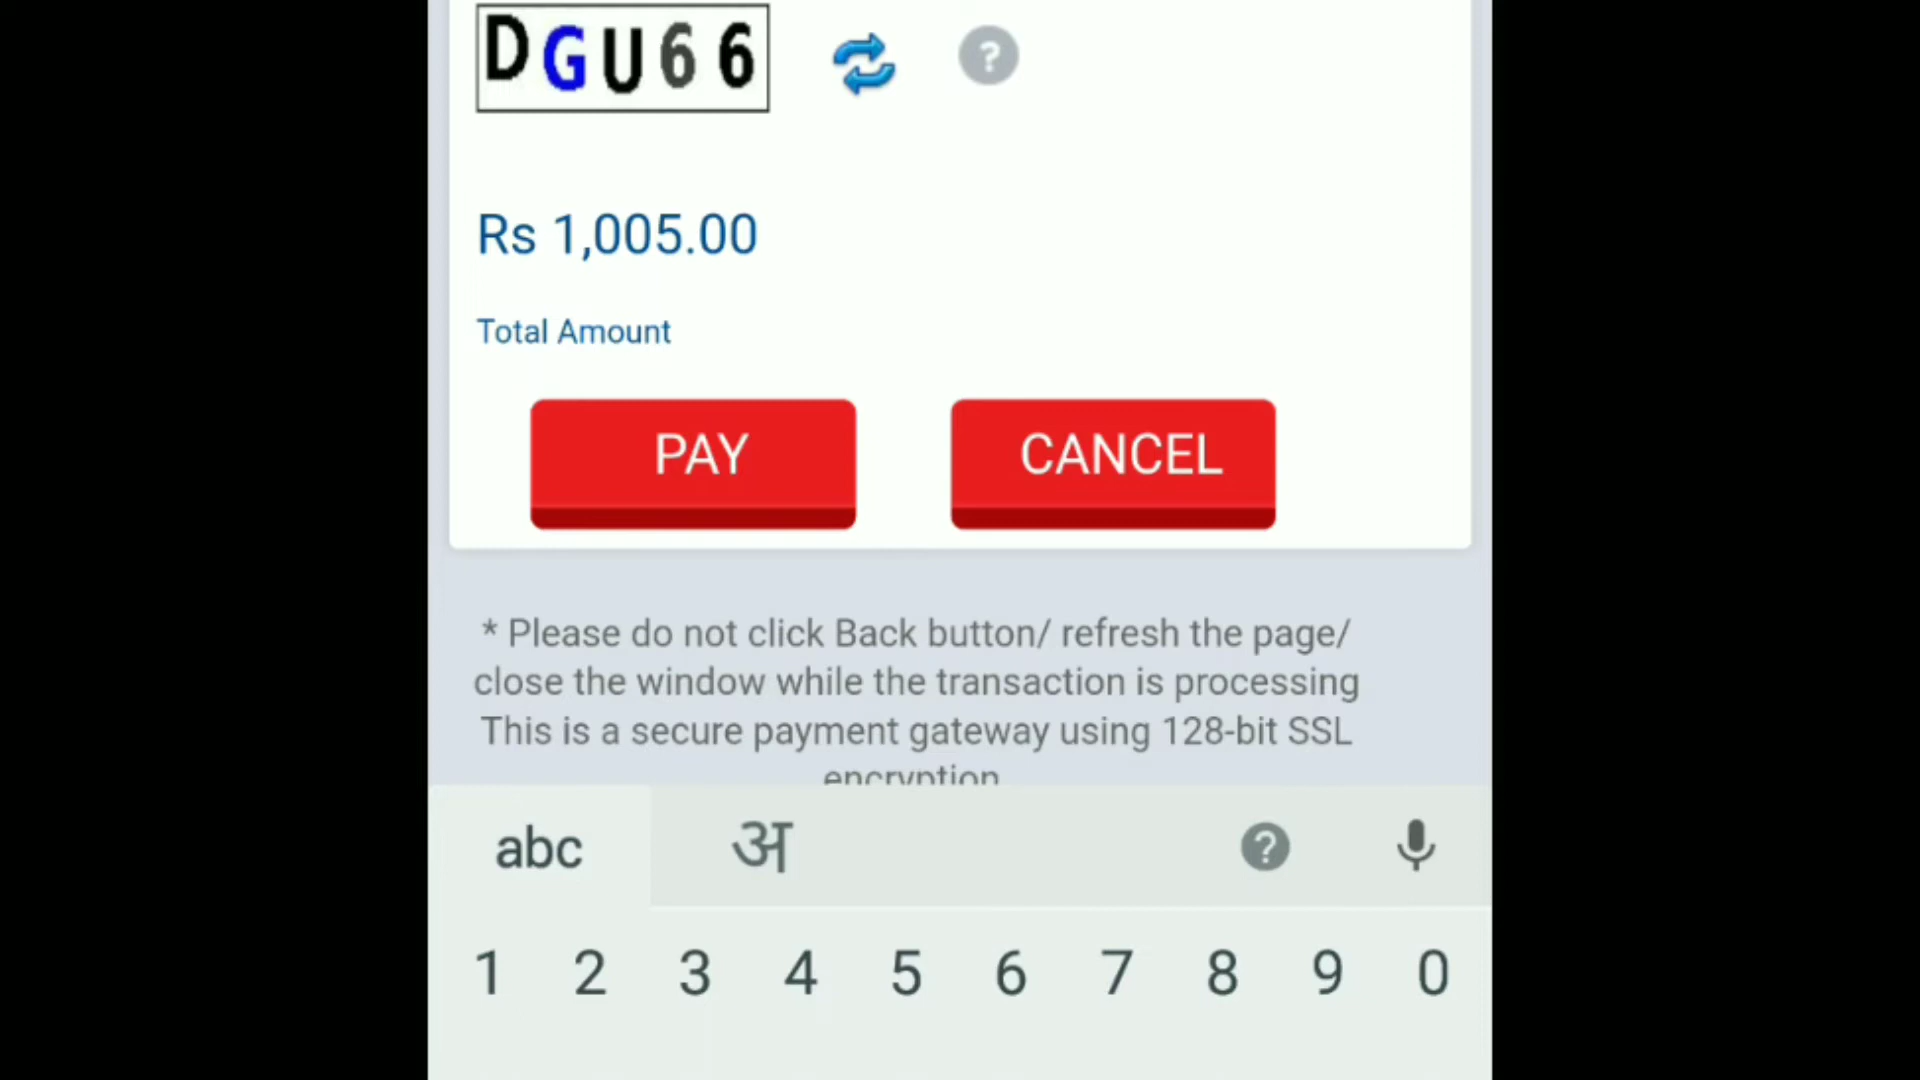 DGU66
Rs 1,005.00
Total Amount
PAY CANCEL
* Please do not click Back button/ refresh the page/
close the window while the transaction is processing
This is a secure payment gateway using 128-bit SSL
encryption
abc अ
1 2 3 4 5 6 7 8 9 0